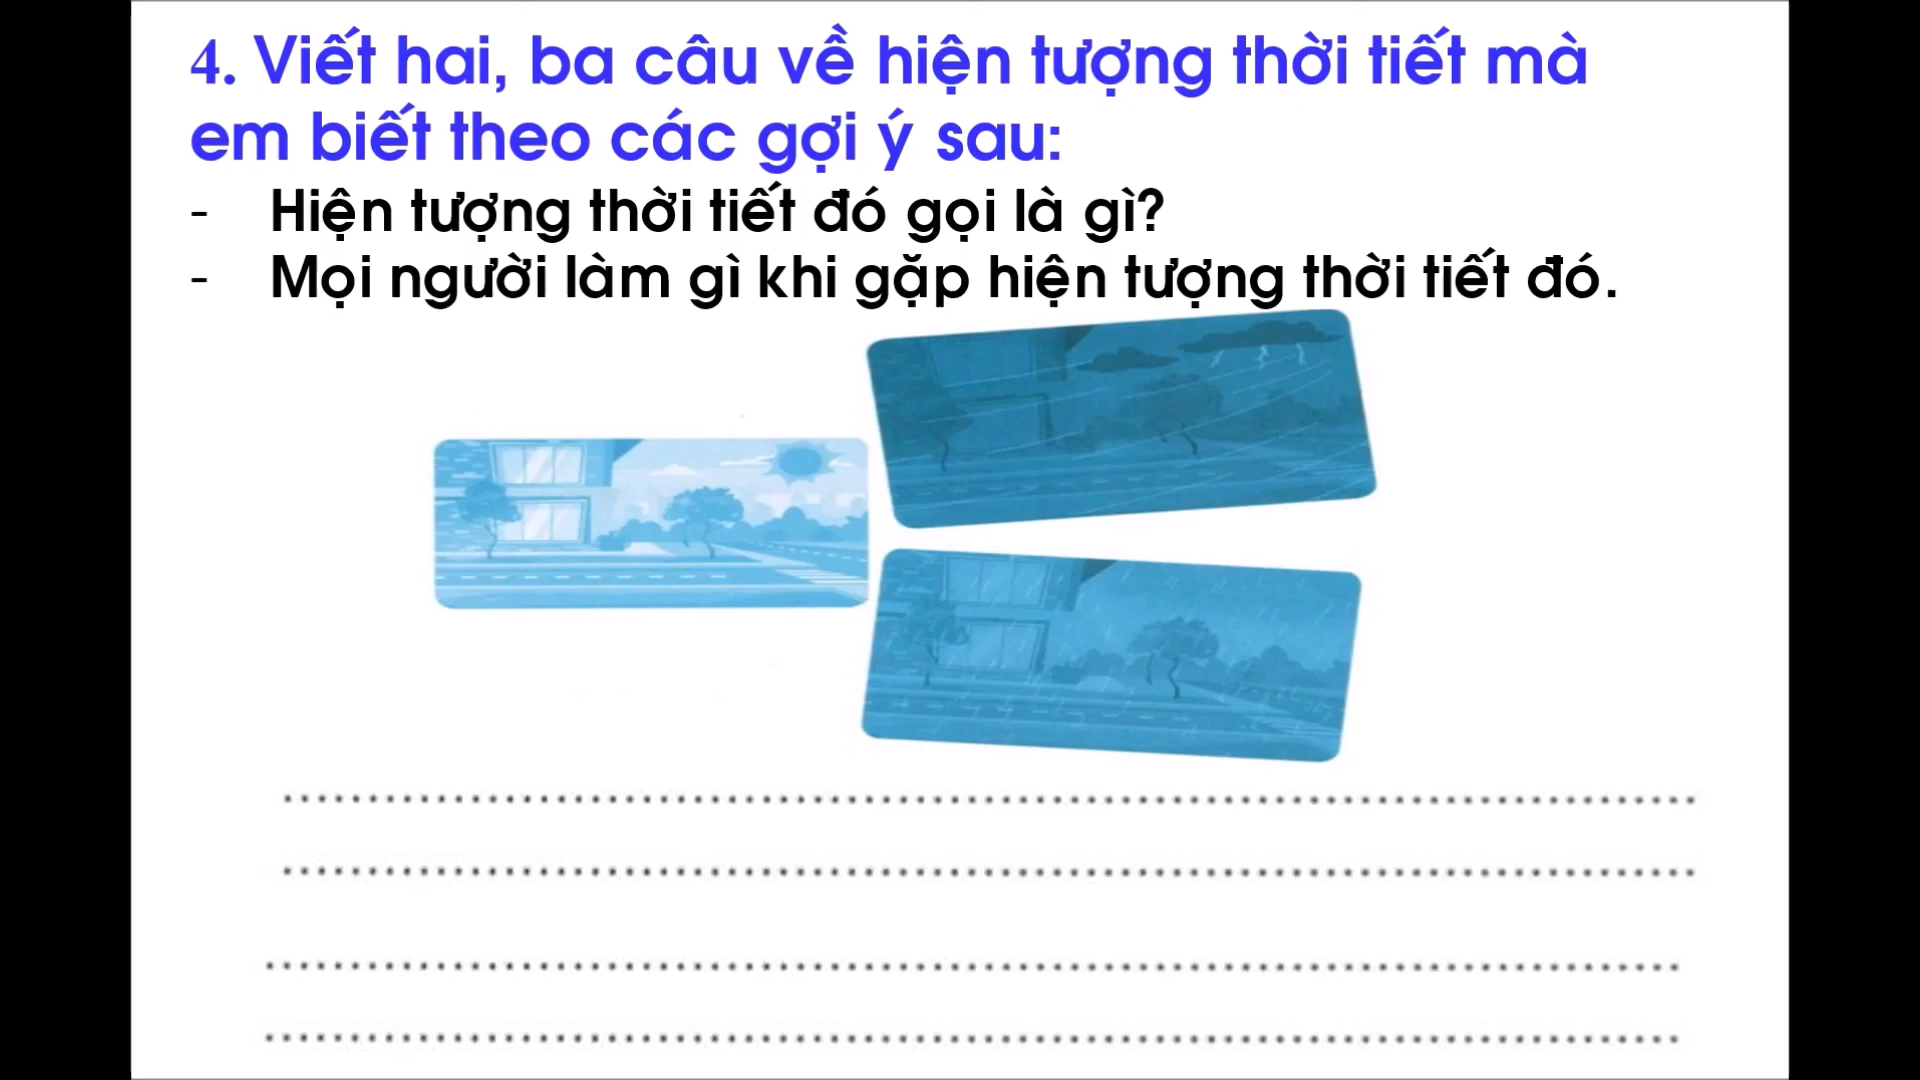 4. Viết hai, ba câu về hiện tượng thời tiết mà
em biết theo các gợi ý sau:
- Hiện tượng thời tiết đó gọi là gì?
- Mọi người làm gì khi gặp hiện tượng thời tiết đó.